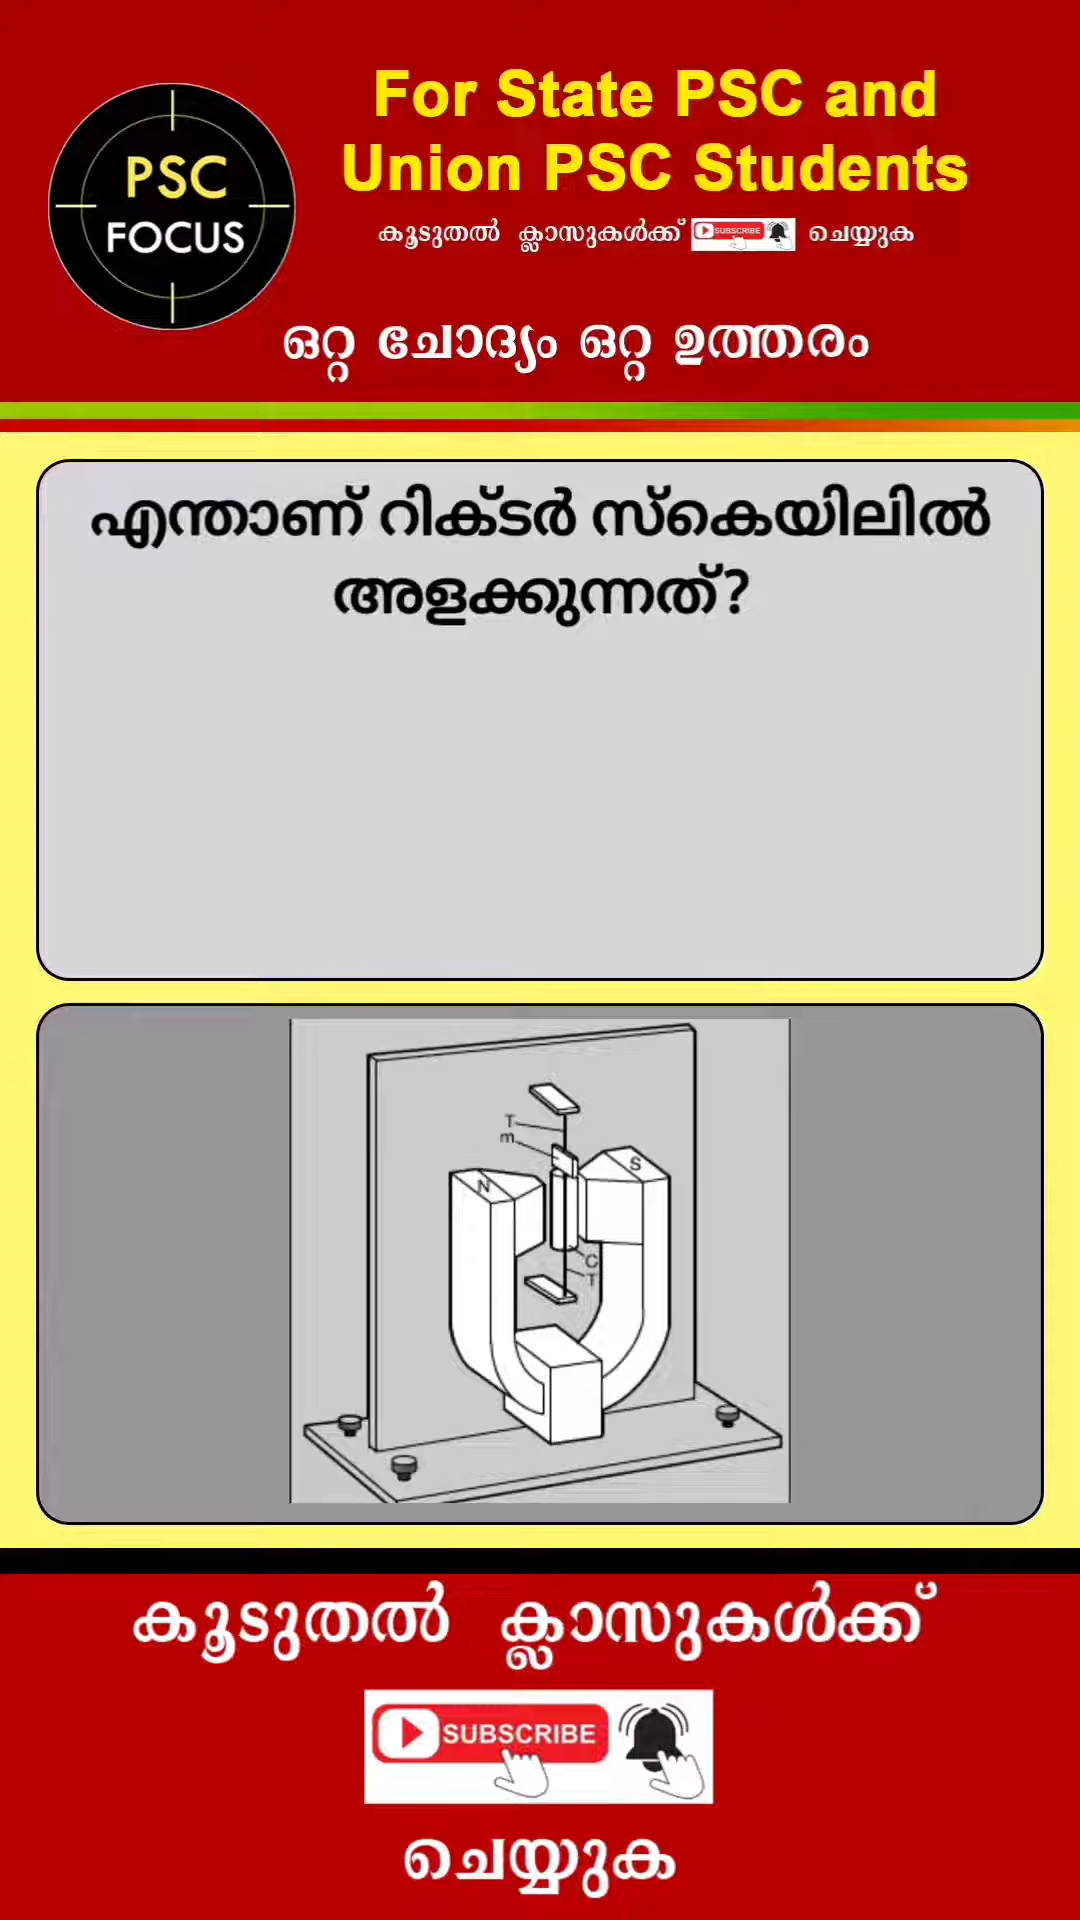 For State PSC and
Union PSC Students
PSC
FOCUS
കൂടുതൽ ക്ലാസുകൾക്ക് SUBSCRIBE ചെയ്യുക
ഒറ്റ ചോദ്യം ഒറ്റ ഉത്തരം
എന്താണ് റിക്ടർ സ്കെയിലിൽ
അളക്കുന്നത്?
T
m
N
S
C
T
കൂടുതൽ ക്ലാസുകൾക്ക്
SUBSCRIBE
ചെയ്യുക